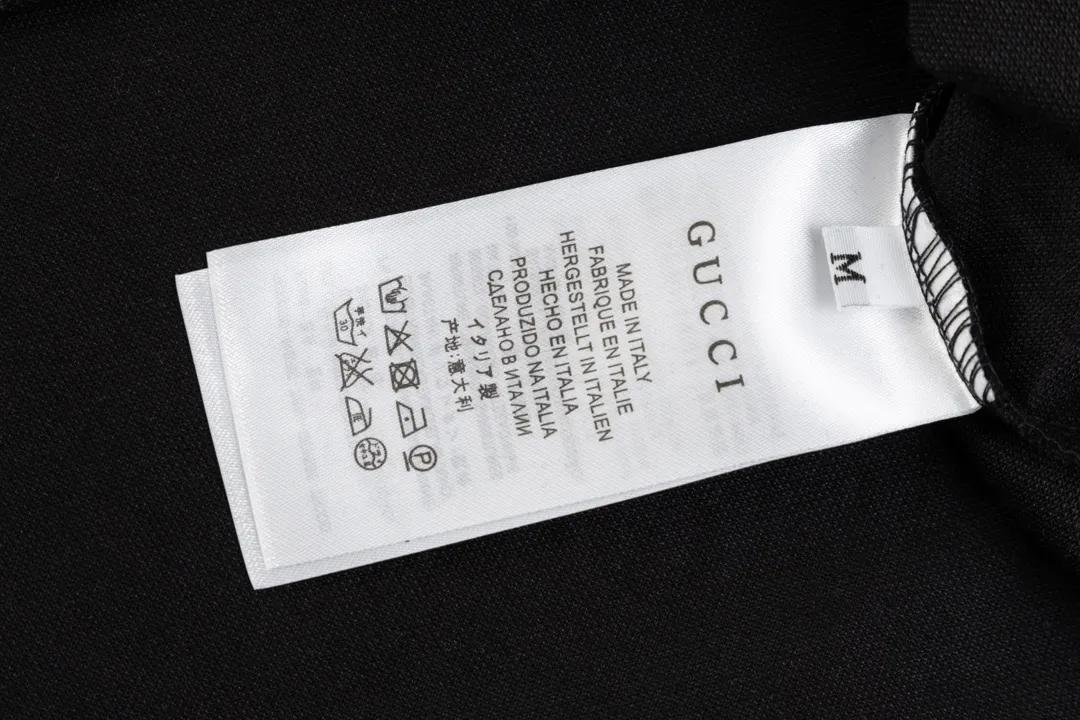 M
GUCCI
MADE IN ITALY
FABRIQUE EN ITALIE
HERGESTELLT IN ITALIEN
HECHO EN ITALIA
PRODUZIDO NA ITALIA
СДЕЛАНО В ИТАЛИИ
イタリア製
产地:意大利
P
30